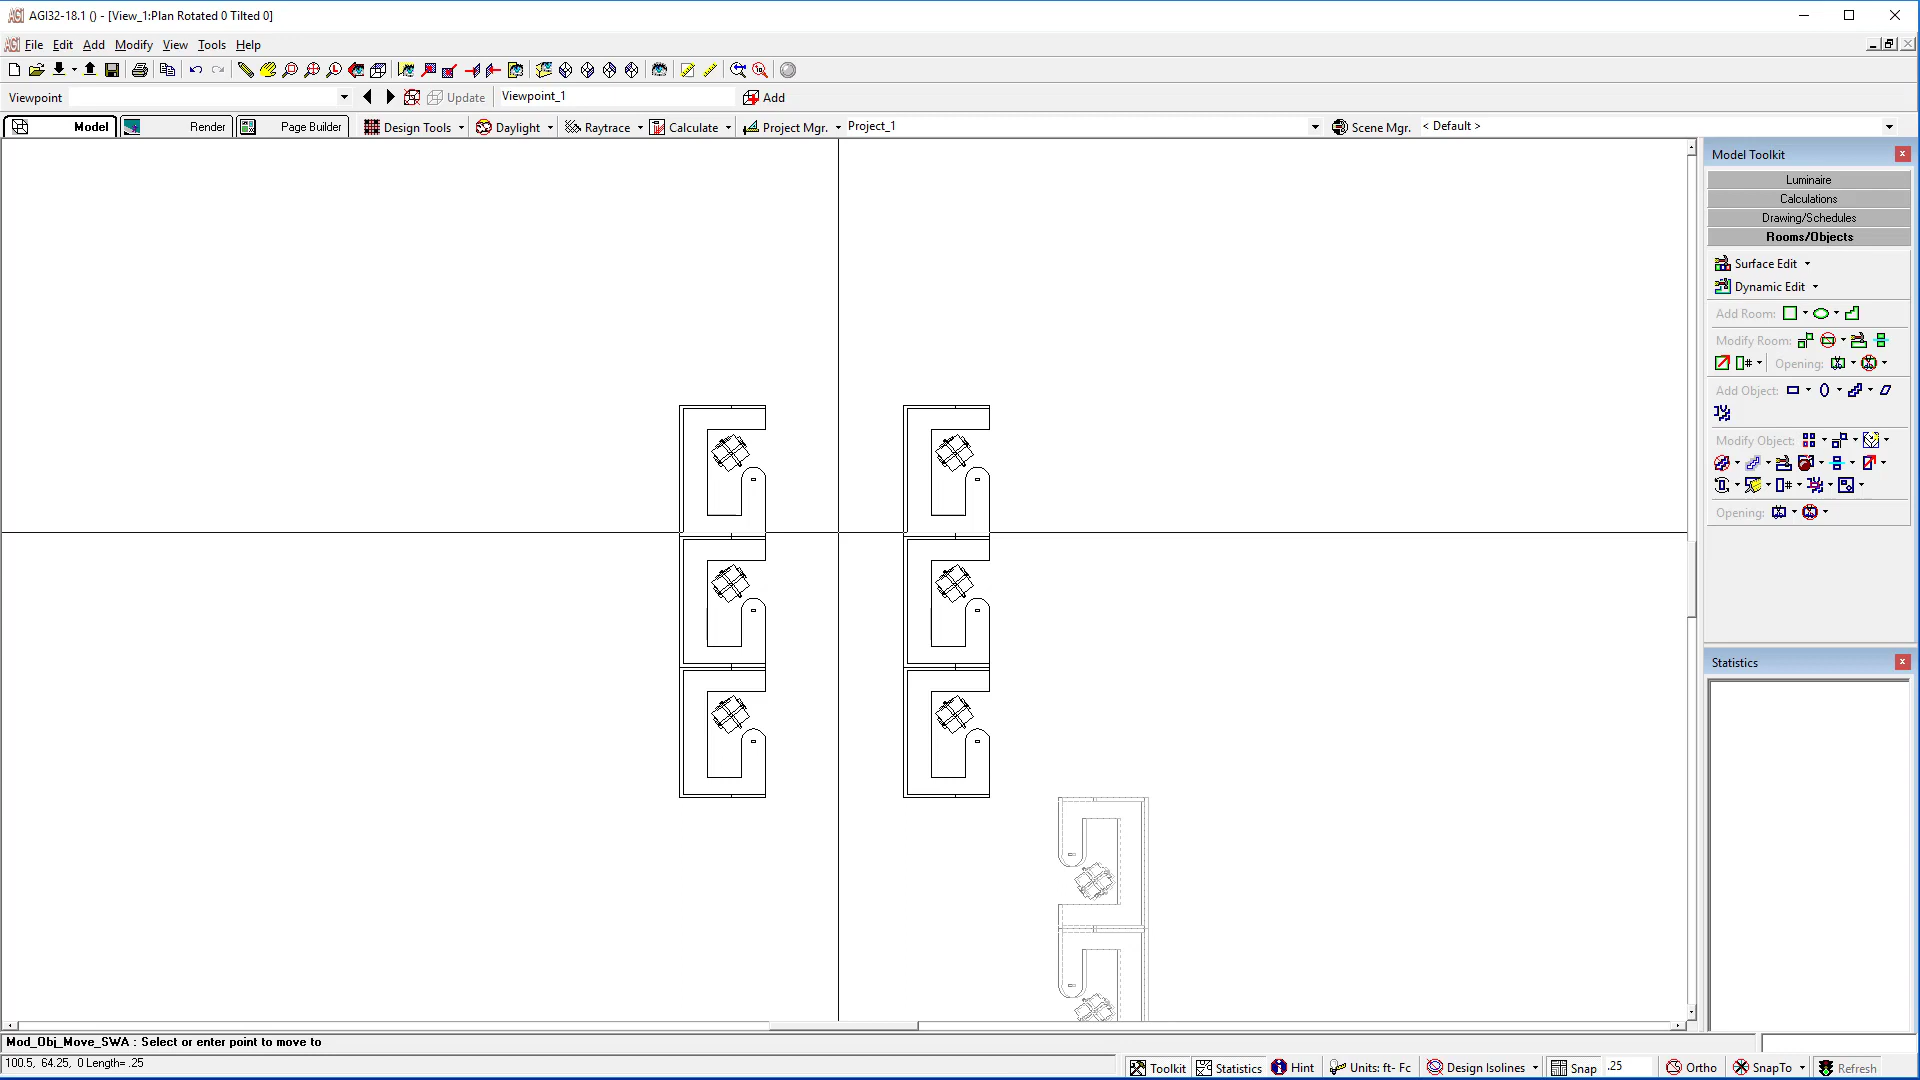 AGI32-18.1 () - [View_1:Plan Rotated 0 Tilted 0]
File Edit Add Modify View Tools Help
Viewpoint Update Viewpoint_1 Add
Model Render Page Builder Design Tools Daylight Raytrace Calculate Project Mgr. Project_1 Scene Mgr. < Default >
Model Toolkit
Luminaire
Calculations
Drawing/Schedules
Rooms/Objects
Surface Edit
Dynamic Edit
Add Room:
Modify Room:
Opening:
Add Object:
Modify Object:
Opening:
Statistics
Mod_Obj_Move_SWA : Select or enter point to move to
100.5, 64.25, 0 Length= .25
Toolkit Statistics Hint Units: ft- Fc Design Isolines Snap .25 Ortho SnapTo Refresh